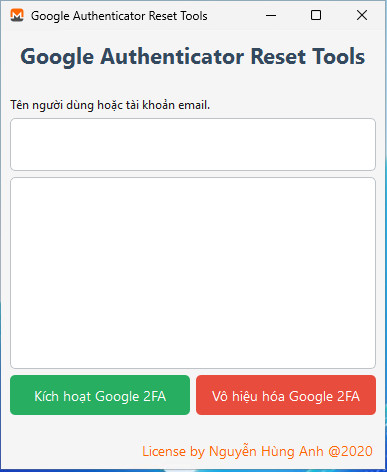 Google Authenticator Reset Tools
Google Authenticator Reset Tools
Tên người dùng hoặc tài khoản email.
Kích hoạt Google 2FA
Vô hiệu hóa Google 2FA
License by Nguyễn Hùng Anh @2020